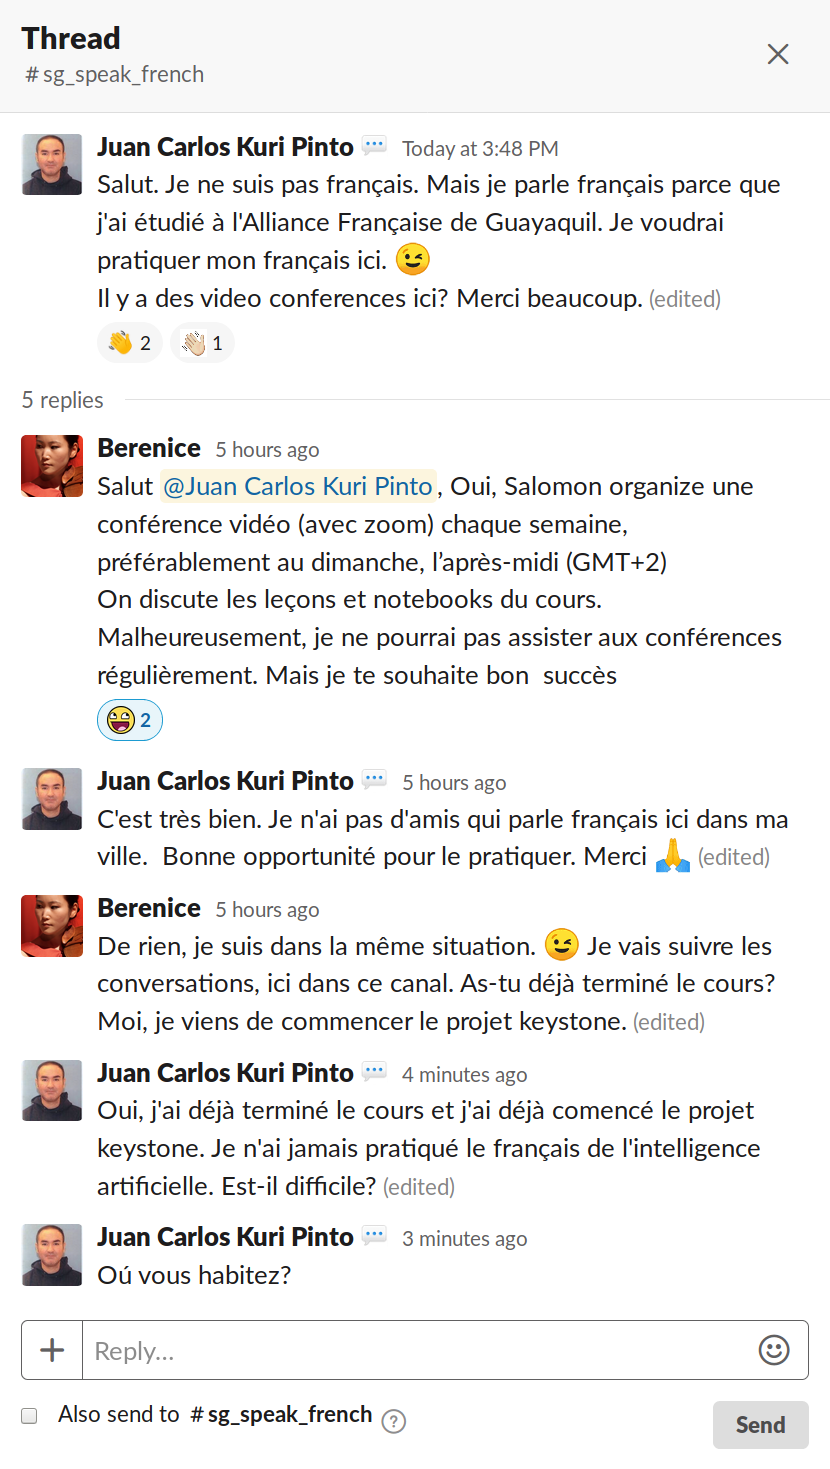 Thread
#sg_speak_french
Juan Carlos Kuri Pinto Today at 3:48 PM
Salut. Je ne suis pas français. Mais je parle français parce que
j'ai étudié à l'Alliance Française de Guayaquil. Je voudrai
pratiquer mon français ici. 😉
Il y a des video conferences ici? Merci beaucoup. (edited)
👋 2 👋🏼 1
5 replies
Berenice 5 hours ago
Salut @Juan Carlos Kuri Pinto, Oui, Salomon organize une
conférence vidéo (avec zoom) chaque semaine,
préférablement au dimanche, l’après-midi (GMT+2)
On discute les leçons et notebooks du cours.
Malheureusement, je ne pourrai pas assister aux conférences
régulièrement. Mais je te souhaite bon  succès
2
Juan Carlos Kuri Pinto 5 hours ago
C'est très bien. Je n'ai pas d'amis qui parle français ici dans ma
ville.  Bonne opportunité pour le pratiquer. Merci 🙏 (edited)
Berenice 5 hours ago
De rien, je suis dans la même situation. 😉 Je vais suivre les
conversations, ici dans ce canal. As-tu déjà terminé le cours?
Moi, je viens de commencer le projet keystone. (edited)
Juan Carlos Kuri Pinto 4 minutes ago
Oui, j'ai déjà terminé le cours et j'ai déjà comencé le projet
keystone. Je n'ai jamais pratiqué le français de l'intelligence
artificielle. Est-il difficile? (edited)
Juan Carlos Kuri Pinto 3 minutes ago
Oú vous habitez?
Reply…
Also send to #sg_speak_french ?
Send